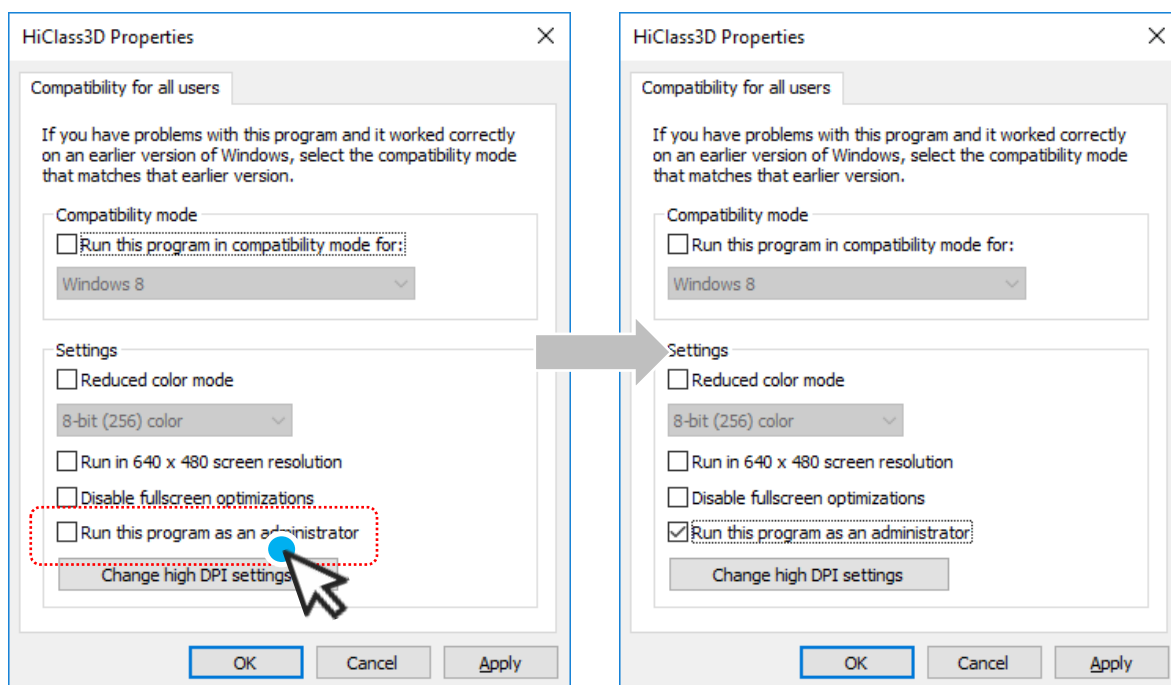 HiClass3D Properties
Compatibility for all users
If you have problems with this program and it worked correctly
on an earlier version of Windows, select the compatibility mode
that matches that earlier version.
Compatibility mode
Run this program in compatibility mode for:
Windows 8
Settings
Reduced color mode
8-bit (256) color
Run in 640 x 480 screen resolution
Disable fullscreen optimizations
Run this program as an administrator
Change high DPI settings
OK
Cancel
Apply
HiClass3D Properties
Compatibility for all users
If you have problems with this program and it worked correctly
on an earlier version of Windows, select the compatibility mode
that matches that earlier version.
Compatibility mode
Run this program in compatibility mode for:
Windows 8
Settings
Reduced color mode
8-bit (256) color
Run in 640 x 480 screen resolution
Disable fullscreen optimizations
Run this program as an administrator
Change high DPI settings
OK
Cancel
Apply